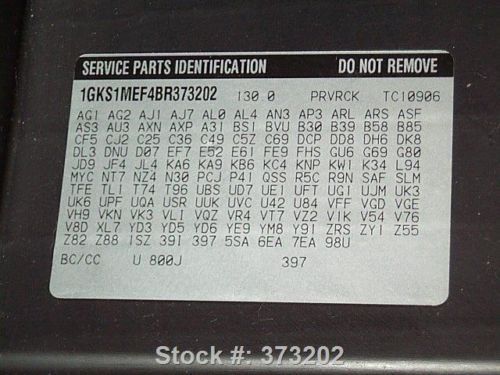 SERVICE PARTS IDENTIFICATION DO NOT REMOVE
1GKS1MEF4BR373202 130.0 PRVRCK TC10906
AG1 AG2 AJ1 AJ7 AL0 AL4 AN3 AP3 ARL ARS ASF
AS3 AU3 AXN AXP A31 BS1 BVU B30 B39 B58 B85
CF5 CJ2 C25 C36 C49 C5Z C69 DCP DD8 DH6 DK8
DL3 DNU D07 EF7 E52 E61 FE9 FHS GU6 G69 G80
JD9 JF4 JL4 KA6 KA9 KB6 KC4 KNP KW1 K34 L94
MYC NT7 NZ4 N30 PCJ P41 QSS R5C R9N SAF SLM
TFE TL1 T74 T96 UBS UD7 UE1 UFT UG1 UJM UK3
UK6 UPF UQA USR UUK UVC U42 U84 VFF VGD VGE
VH9 VKN VK3 VL1 VQZ VR4 VT7 VZ2 V1K V54 V76
V8D XL7 YD3 YD5 YD6 YE9 YM8 Y91 ZRS ZY1 Z55
Z82 Z88 1SZ 391 397 5SA 6EA 7EA 98U
BC/CC U 800J 397
Stock #: 373202